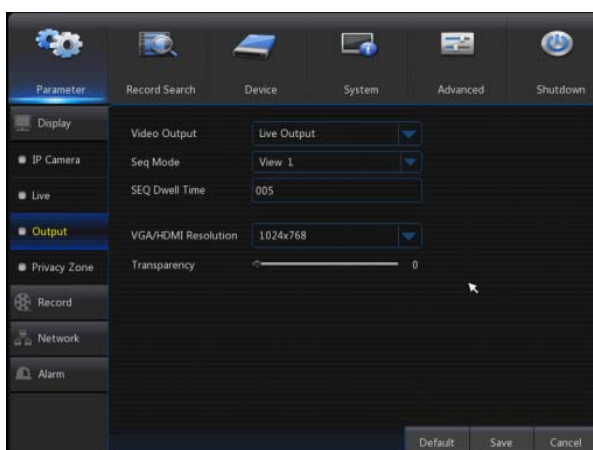 Parameter
Record Search
Device
System
Advanced
Shutdown
Display
IP Camera
Live
Output
Privacy Zone
Record
Network
Alarm
Video Output Live Output
Seq Mode View 1
SEQ Dwell Time 005
VGA/HDMI Resolution 1024x768
Transparency 0
Default Save Cancel